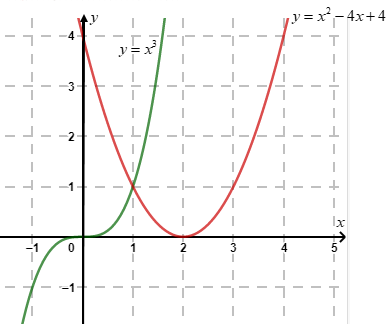 y = x² − 4x + 4
y
4
y = x³
3
2
1
x
−1 0 1 2 3 4 5
−1